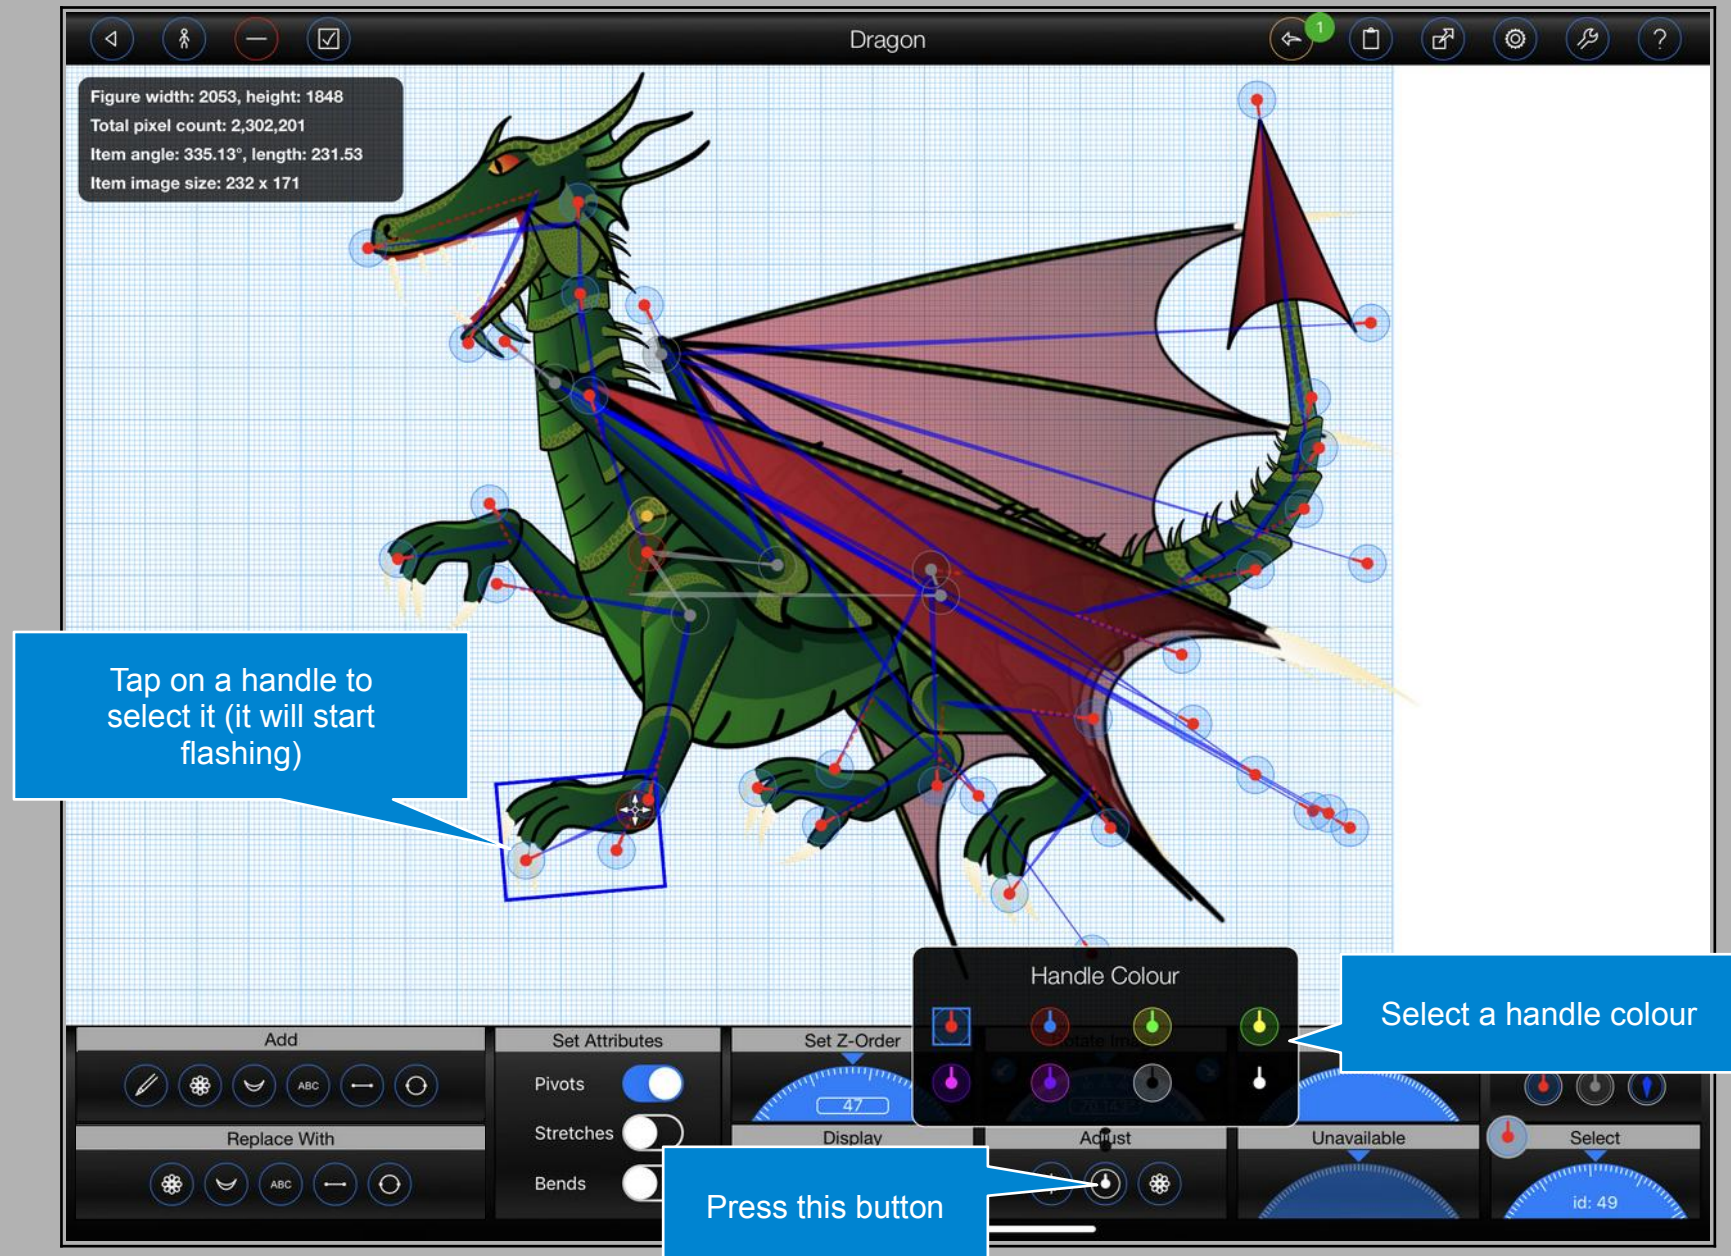 Dragon
1
?
Figure width: 2053, height: 1848
Total pixel count: 2,302,201
Item angle: 335.13°, length: 231.53
Item image size: 232 x 171
Tap on a handle to
select it (it will start
flashing)
Handle Colour
Select a handle colour
Add
Set Attributes
Set Z-Order
ABC
Pivots
47
Replace With
Stretches
Display
Adjust
Unavailable
Select
ABC
Bends
Press this button
id: 49